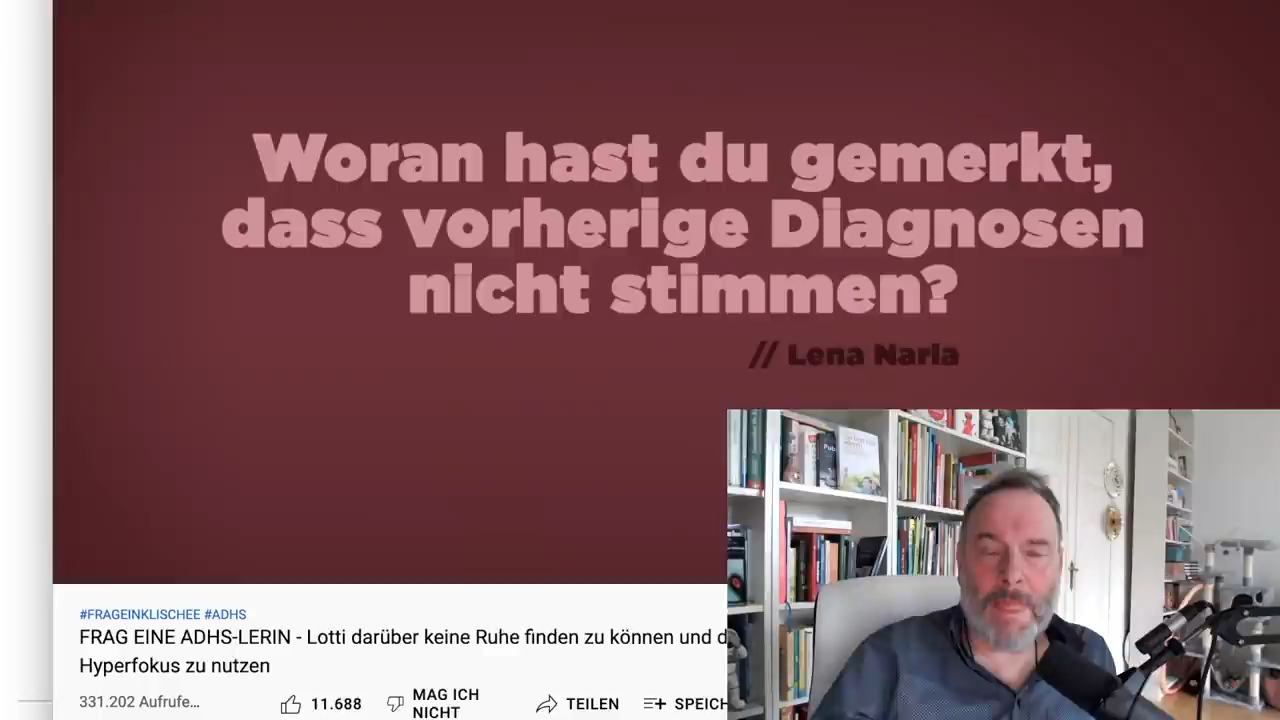 Woran hast du gemerkt,
dass vorherige Diagnosen
nicht stimmen?
// Lena Narla
#FRAGEINKLISCHEE #ADHS
FRAG EINE ADHS-LERIN - Lotti darüber keine Ruhe finden zu können und d
Hyperfokus zu nutzen
331.202 Aufrufe...
11.688
MAG ICH
NICHT
TEILEN
SPEICH